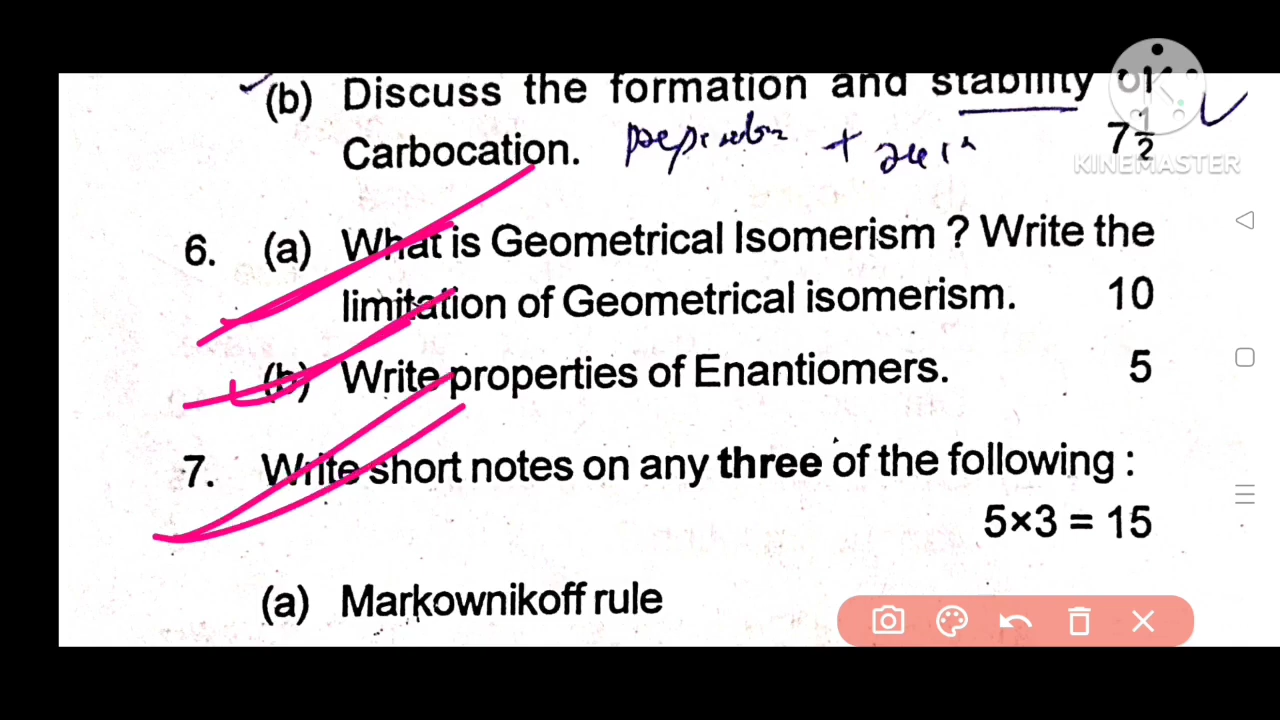 (b) Discuss the formation and stability of
Carbocation. 7 1/2
KINEMASTER
6. (a) What is Geometrical Isomerism ? Write the
limitation of Geometrical isomerism. 10
(b) Write properties of Enantiomers. 5
7. Write short notes on any three of the following :
5×3 = 15
(a) Markownikoff rule